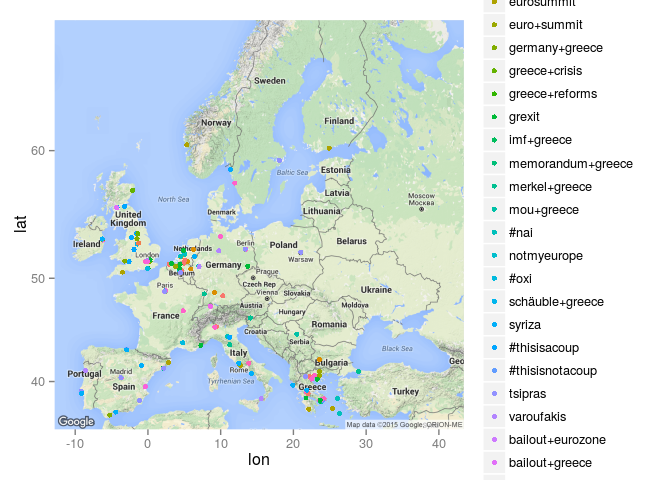 eurosummit
euro+summit
germany+greece
greece+crisis
greece+reforms
grexit
imf+greece
memorandum+greece
merkel+greece
mou+greece
#nai
notmyeurope
#oxi
schäuble+greece
syriza
#thisisacoup
#thisisnotacoup
tsipras
varoufakis
bailout+eurozone
bailout+greece
lat
60
50
40
-10
0
10
20
30
40
lon
Sweden
Norway
Finland
Estonia
Baltic Sea
Latvia
Москва
Moscow
North Sea
Denmark
Lithuania
United
Kingdom
Ireland
London
Netherlands
Berlin
Poland
Warsaw
Belarus
Belgium
Germany
Prague
Czech Rep
Paris
Vienna
Slovakia
Ukraine
Austria
Hungary
Moldova
France
Croatia
Romania
Serbia
Italy
Black Sea
Bulgaria
Geo
Rome
Portugal
Madrid
Spain
Tyrrhenian Sea
Greece
Turkey
Google
Map data ©2015 Google, ORION-ME